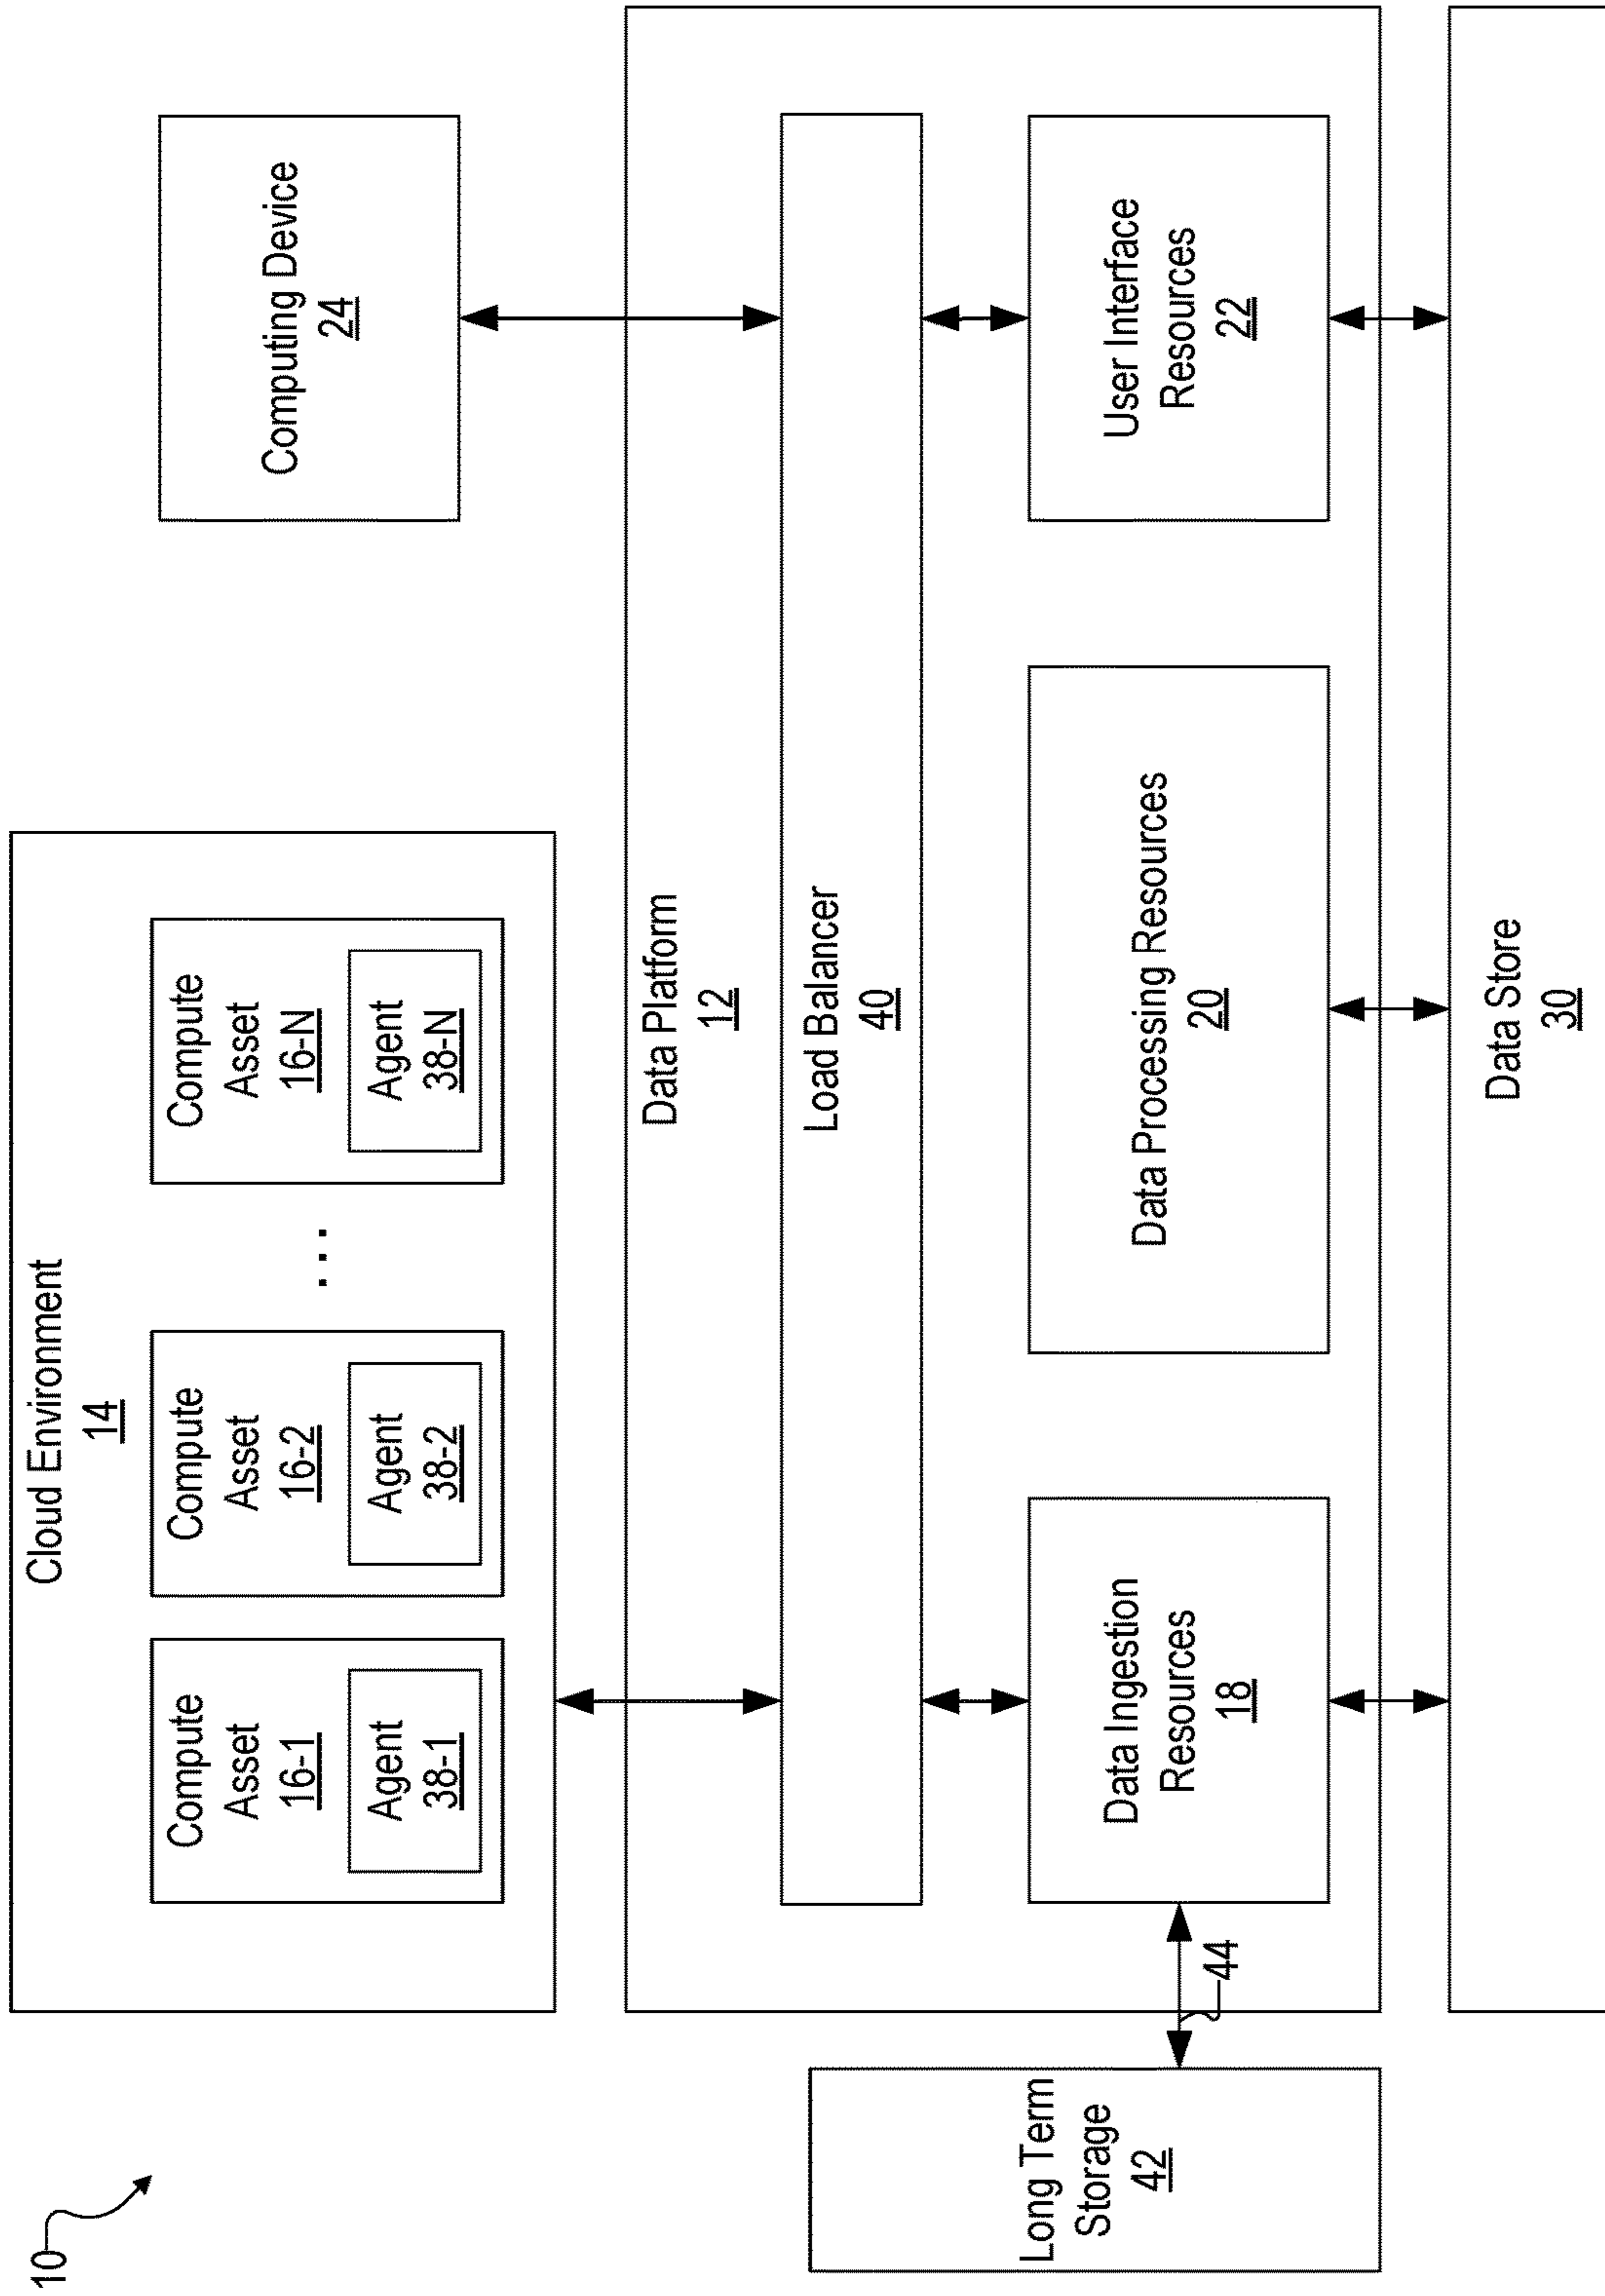 10
Cloud Environment
14
Compute
Asset
16-1
Agent
38-1
Compute
Asset
16-2
Agent
38-2
...
Compute
Asset
16-N
Agent
38-N
Computing Device
24
Data Platform
12
Load Balancer
40
Long Term
Storage
42
44
Data Ingestion
Resources
18
Data Processing Resources
20
User Interface
Resources
22
Data Store
30